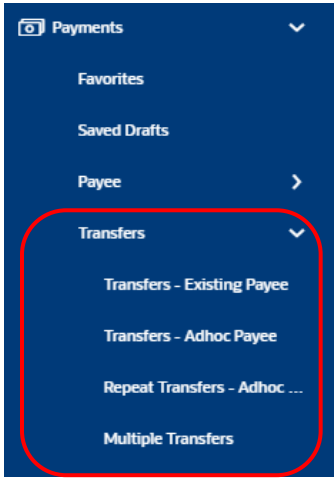 Payments
Favorites
Saved Drafts
Payee
Transfers
Transfers - Existing Payee
Transfers - Adhoc Payee
Repeat Transfers - Adhoc ...
Multiple Transfers